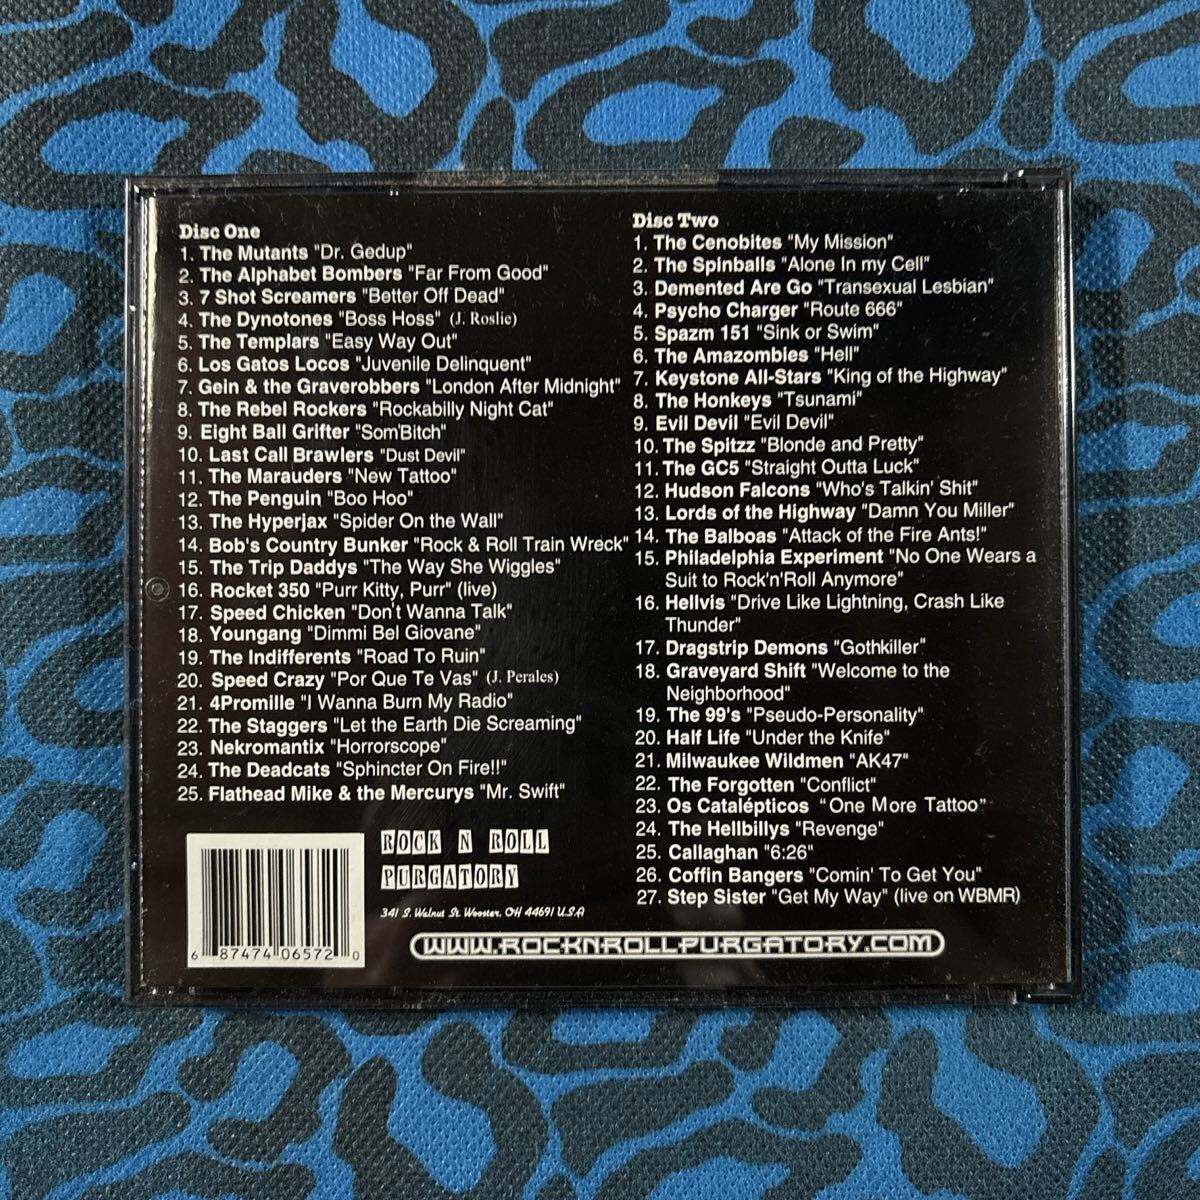 Disc One
1. The Mutants "Dr. Gedup"
2. The Alphabet Bombers "Far From Good"
3. 7 Shot Screamers "Better Off Dead"
4. The Dynotones "Boss Hoss" (J. Roslie)
5. The Templars "Easy Way Out"
6. Los Gatos Locos "Juvenile Delinquent"
7. Gein & the Graverobbers "London After Midnight"
8. The Rebel Rockers "Rockabilly Night Cat"
9. Eight Ball Grifter "Som'Bitch"
10. Last Call Brawlers "Dust Devil"
11. The Marauders "New Tattoo"
12. The Penguin "Boo Hoo"
13. The Hyperjax "Spider On the Wall"
14. Bob's Country Bunker "Rock & Roll Train Wreck"
15. The Trip Daddys "The Way She Wiggles"
16. Rocket 350 "Purr Kitty, Purr" (live)
17. Speed Chicken "Don't Wanna Talk"
18. Youngang "Dimmi Bel Giovane"
19. The Indifferents "Road To Ruin"
20. Speed Crazy "Por Que Te Vas" (J. Perales)
21. 4Promille "I Wanna Burn My Radio"
22. The Staggers "Let the Earth Die Screaming"
23. Nekromantix "Horrorscope"
24. The Deadcats "Sphincter On Fire!!"
25. Flathead Mike & the Mercurys "Mr. Swift"
Disc Two
1. The Cenobites "My Mission"
2. The Spinballs "Alone In my Cell"
3. Demented Are Go "Transexual Lesbian"
4. Psycho Charger "Route 666"
5. Spazm 151 "Sink or Swim"
6. The Amazombies "Hell"
7. Keystone All-Stars "King of the Highway"
8. The Honkeys "Tsunami"
9. Evil Devil "Evil Devil"
10. The Spitzz "Blonde and Pretty"
11. The GC5 "Straight Outta Luck"
12. Hudson Falcons "Who's Talkin' Shit"
13. Lords of the Highway "Damn You Miller"
14. The Balboas "Attack of the Fire Ants!"
15. Philadelphia Experiment "No One Wears a
Suit to Rock'n'Roll Anymore"
16. Hellvis "Drive Like Lightning, Crash Like
Thunder"
17. Dragstrip Demons "Gothkiller"
18. Graveyard Shift "Welcome to the
Neighborhood"
19. The 99's "Pseudo-Personality"
20. Half Life "Under the Knife"
21. Milwaukee Wildmen "AK47"
22. The Forgotten "Conflict"
23. Os Catalépticos "One More Tattoo"
24. The Hellbillys "Revenge"
25. Callaghan "6:26"
26. Coffin Bangers "Comin' To Get You"
27. Step Sister "Get My Way" (live on WBMR)
6 87474 06572 0
ROCK N ROLL
PURGATORY
341 S. Walnut St. Wooster, OH 44691 U.S.A
WWW.ROCKNROLLPURGATORY.COM